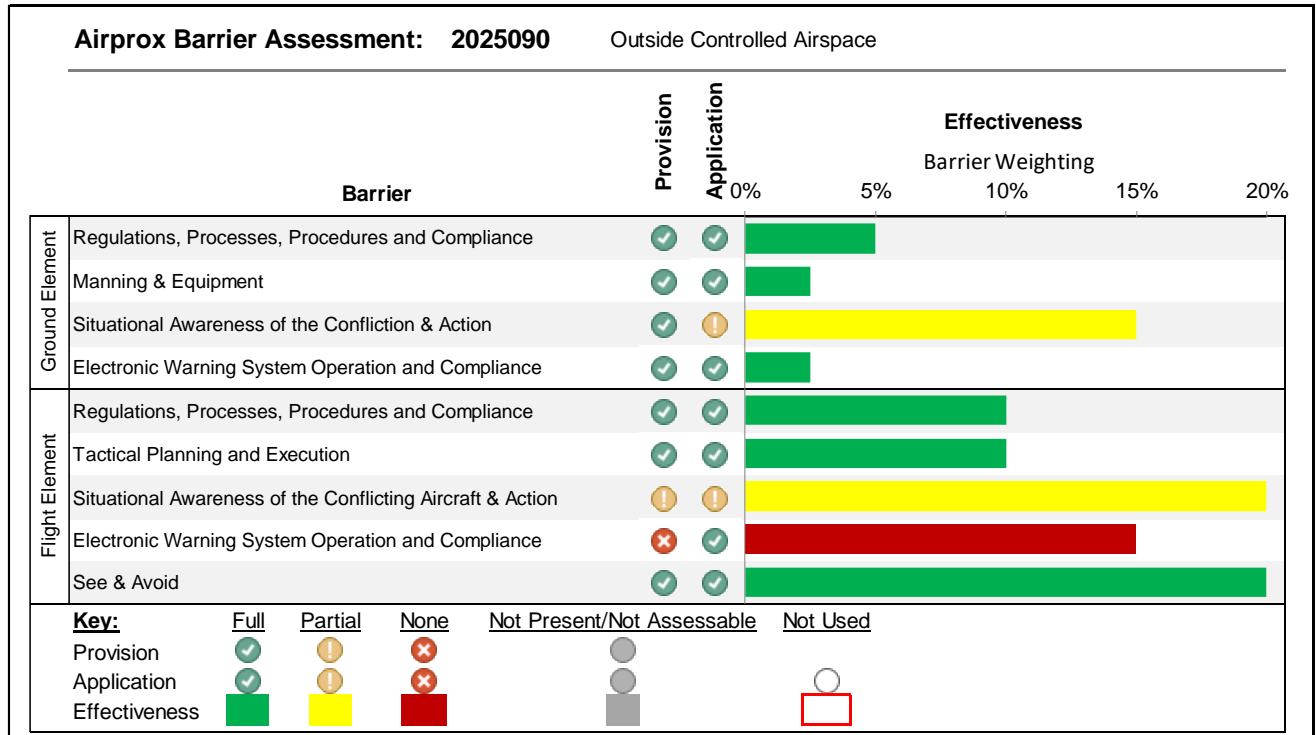 Airprox Barrier Assessment: 2025090 Outside Controlled Airspace
Barrier
Provision
Application
Effectiveness
Barrier Weighting
0% 5% 10% 15% 20%
Ground Element
Regulations, Processes, Procedures and Compliance
Manning & Equipment
Situational Awareness of the Confliction & Action
Electronic Warning System Operation and Compliance
Flight Element
Regulations, Processes, Procedures and Compliance
Tactical Planning and Execution
Situational Awareness of the Conflicting Aircraft & Action
Electronic Warning System Operation and Compliance
See & Avoid
Key: Full Partial None Not Present/Not Assessable Not Used
Provision
Application
Effectiveness